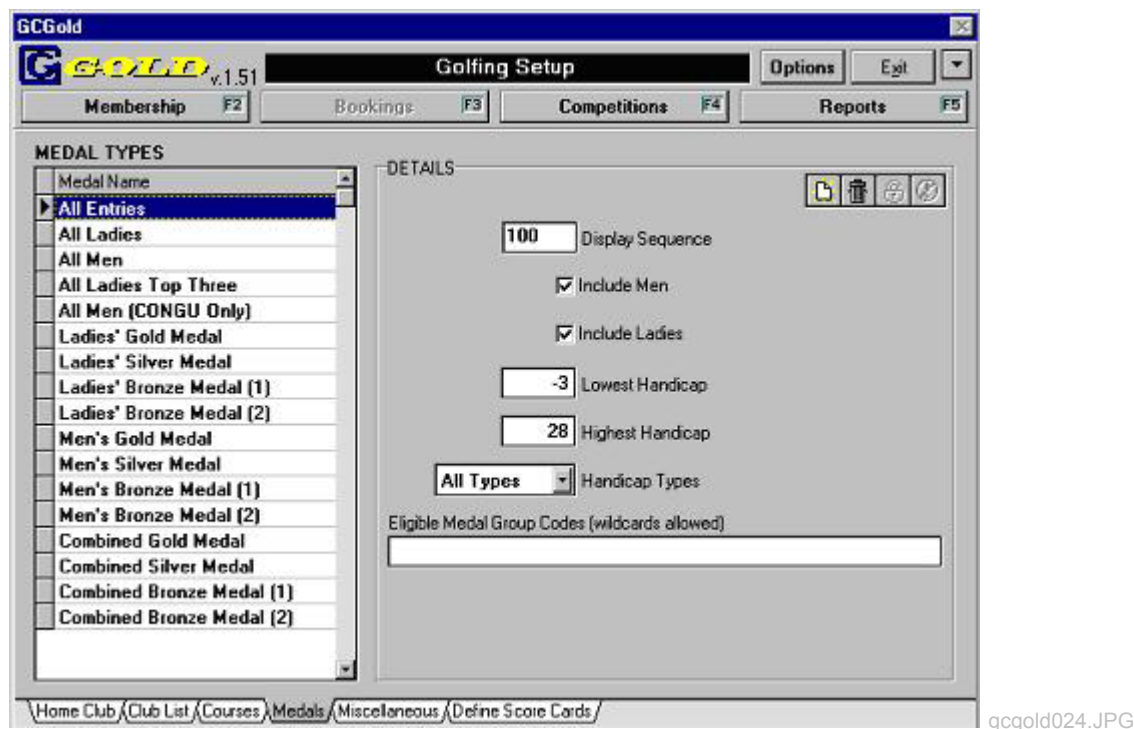 GCGold
G GOLD v.1.51 Golfing Setup Options Exit
Membership F2 Bookings F3 Competitions F4 Reports F5
MEDAL TYPES
Medal Name
All Entries
All Ladies
All Men
All Ladies Top Three
All Men (CONGU Only)
Ladies' Gold Medal
Ladies' Silver Medal
Ladies' Bronze Medal (1)
Ladies' Bronze Medal (2)
Men's Gold Medal
Men's Silver Medal
Men's Bronze Medal (1)
Men's Bronze Medal (2)
Combined Gold Medal
Combined Silver Medal
Combined Bronze Medal (1)
Combined Bronze Medal (2)
DETAILS
100 Display Sequence
Include Men
Include Ladies
-3 Lowest Handicap
28 Highest Handicap
All Types Handicap Types
Eligible Medal Group Codes (wildcards allowed)
Home Club Club List Courses Medals Miscellaneous Define Score Cards
gcgold024.JPG